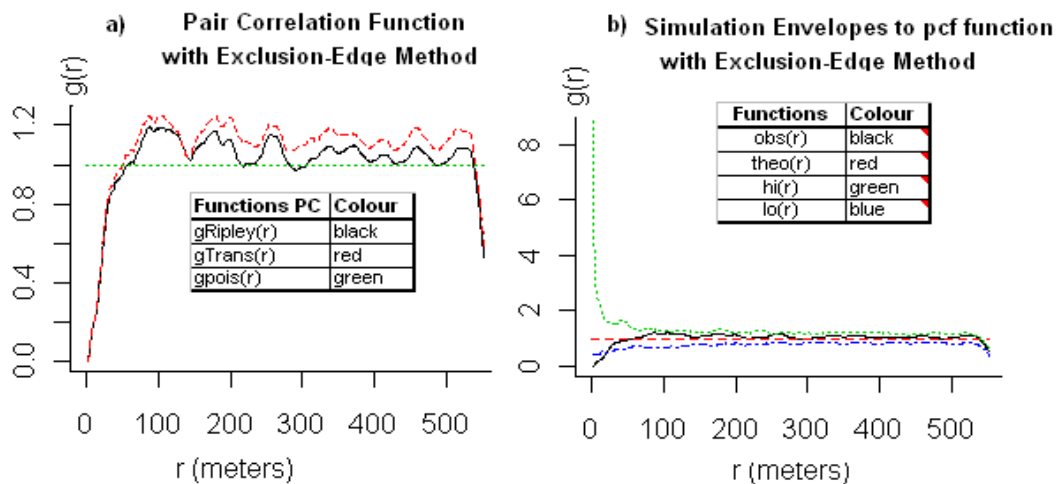 a) Pair Correlation Function
with Exclusion-Edge Method
g(r)
1.2
0.8
0.4
0.0
Functions PC Colour
gRipley(r) black
gTrans(r) red
gpois(r) green
0 100 200 300 400 500
r (meters)
b) Simulation Envelopes to pcf function
with Exclusion-Edge Method
g(r)
8
6
4
2
0
Functions Colour
obs(r) black
theo(r) red
hi(r) green
lo(r) blue
0 100 200 300 400 500
r (meters)